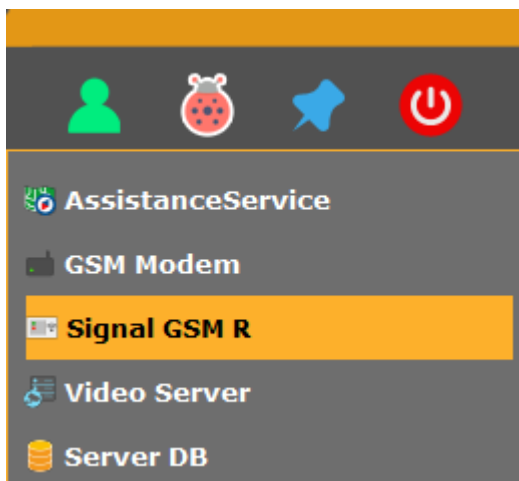 AssistanceService
GSM Modem
Signal GSM R
Video Server
Server DB